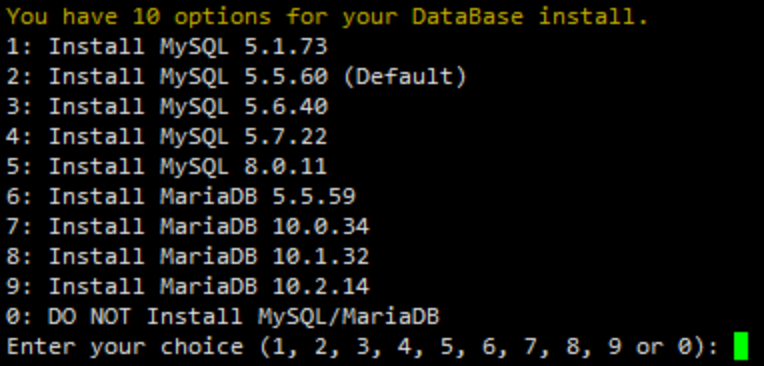 You have 10 options for your DataBase install.
1: Install MySQL 5.1.73
2: Install MySQL 5.5.60 (Default)
3: Install MySQL 5.6.40
4: Install MySQL 5.7.22
5: Install MySQL 8.0.11
6: Install MariaDB 5.5.59
7: Install MariaDB 10.0.34
8: Install MariaDB 10.1.32
9: Install MariaDB 10.2.14
0: DO NOT Install MySQL/MariaDB
Enter your choice (1, 2, 3, 4, 5, 6, 7, 8, 9 or 0):